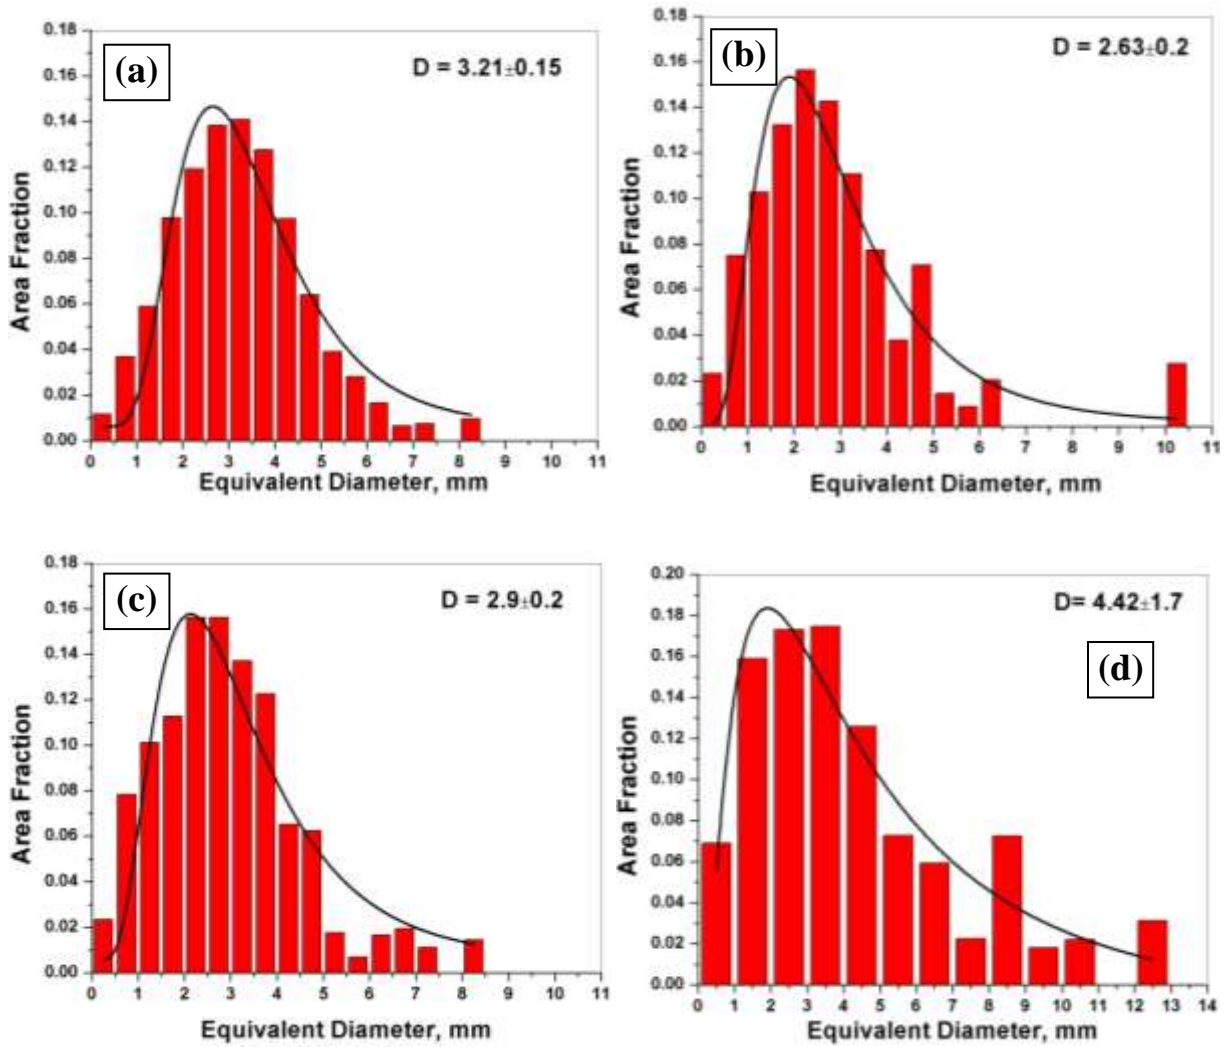 (a)
D = 3.21±0.15
Area Fraction
0.18
0.16
0.14
0.12
0.10
0.08
0.06
0.04
0.02
0.00
0 1 2 3 4 5 6 7 8 9 10 11
Equivalent Diameter, mm
(b)
D = 2.63±0.2
Area Fraction
0.18
0.16
0.14
0.12
0.10
0.08
0.06
0.04
0.02
0.00
0 1 2 3 4 5 6 7 8 9 10 11
Equivalent Diameter, mm
(c)
D = 2.9±0.2
Area Fraction
0.18
0.16
0.14
0.12
0.10
0.08
0.06
0.04
0.02
0.00
0 1 2 3 4 5 6 7 8 9 10 11
Equivalent Diameter, mm
D= 4.42±1.7
(d)
Area Fraction
0.20
0.18
0.16
0.14
0.12
0.10
0.08
0.06
0.04
0.02
0.00
0 1 2 3 4 5 6 7 8 9 10 11 12 13 14
Equivalent Diameter, mm